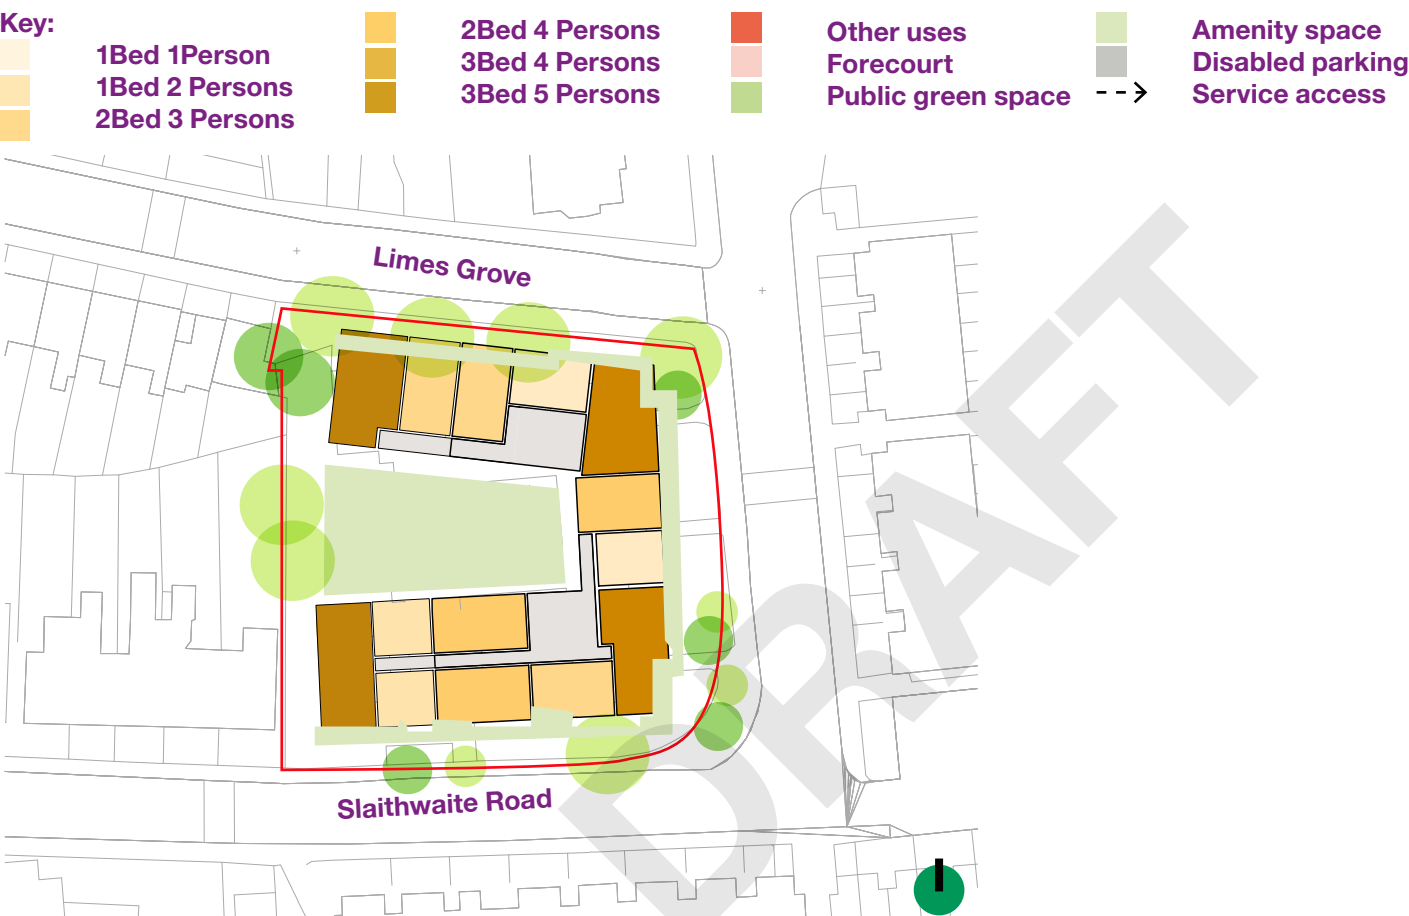 Key:
1Bed 1Person
1Bed 2 Persons
2Bed 3 Persons
2Bed 4 Persons
3Bed 4 Persons
3Bed 5 Persons
Other uses
Forecourt
Public green space
Amenity space
Disabled parking
Service access
Limes Grove
Slaithwaite Road
DRAFT